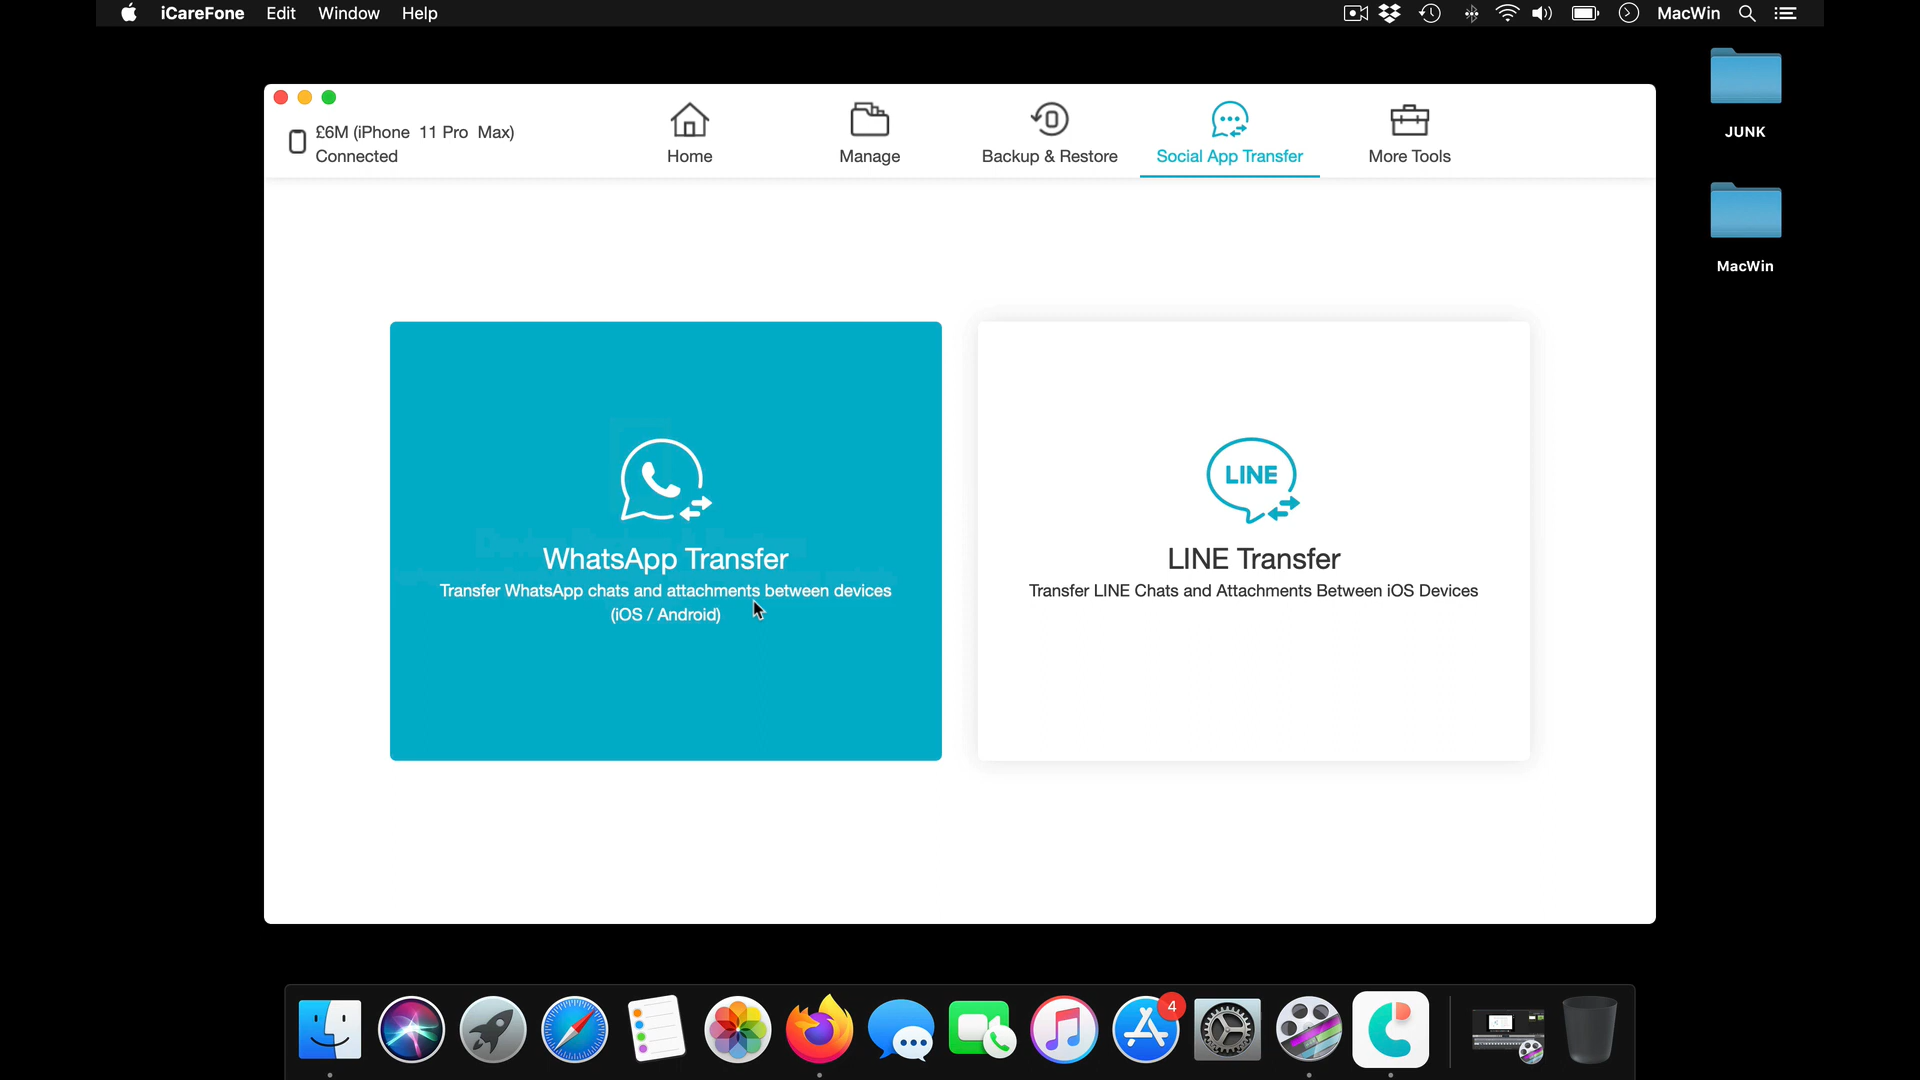 iCareFone Edit Window Help MacWin
£6M (iPhone 11 Pro Max)
Connected
Home
Manage
Backup & Restore
Social App Transfer
More Tools
JUNK
MacWin
WhatsApp Transfer
Transfer WhatsApp chats and attachments between devices
(iOS / Android)
LINE
LINE Transfer
Transfer LINE Chats and Attachments Between iOS Devices
4